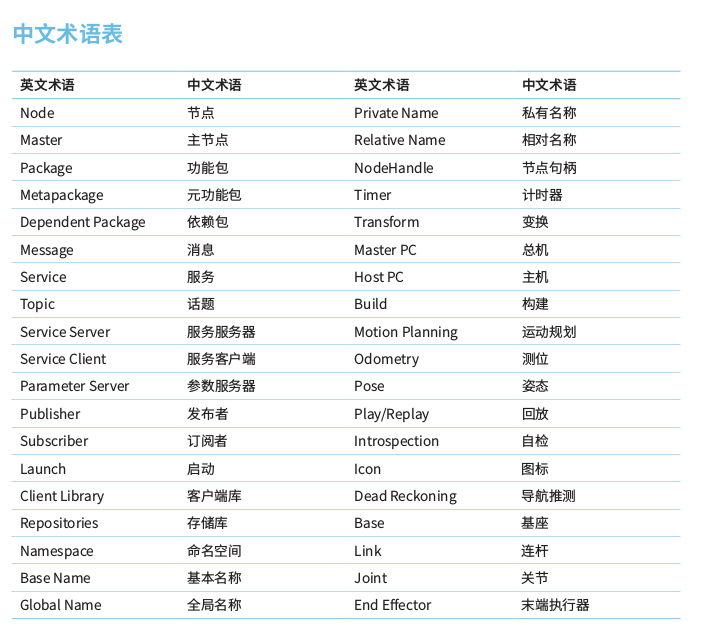 中文术语表
英文术语 中文术语 英文术语 中文术语
Node 节点 Private Name 私有名称
Master 主节点 Relative Name 相对名称
Package 功能包 NodeHandle 节点句柄
Metapackage 元功能包 Timer 计时器
Dependent Package 依赖包 Transform 变换
Message 消息 Master PC 总机
Service 服务 Host PC 主机
Topic 话题 Build 构建
Service Server 服务服务器 Motion Planning 运动规划
Service Client 服务客户端 Odometry 测位
Parameter Server 参数服务器 Pose 姿态
Publisher 发布者 Play/Replay 回放
Subscriber 订阅者 Introspection 自检
Launch 启动 Icon 图标
Client Library 客户端库 Dead Reckoning 导航推测
Repositories 存储库 Base 基座
Namespace 命名空间 Link 连杆
Base Name 基本名称 Joint 关节
Global Name 全局名称 End Effector 末端执行器